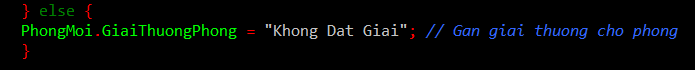 } else {
PhongMoi.GiaiThuongPhong = "Khong Dat Giai"; // Gan giai thuong cho phong
}